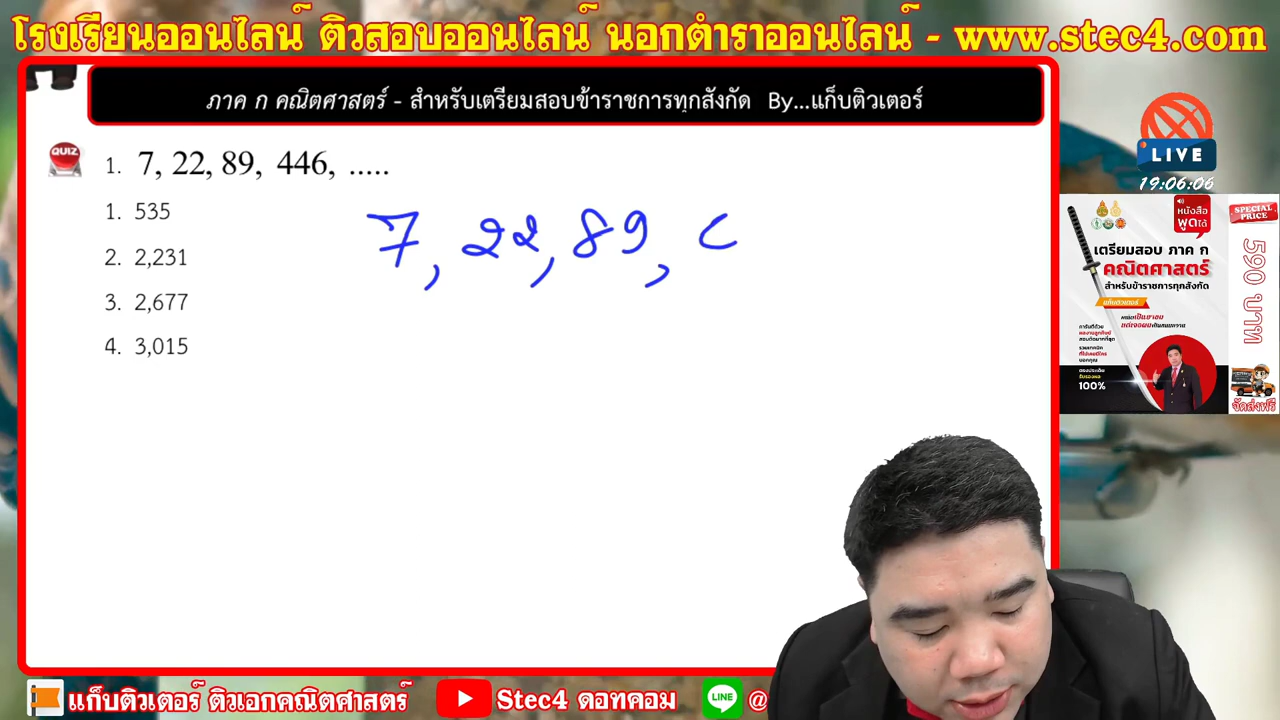 โรงเรียนออนไลน์ ติวสอบออนไลน์ นอกตำราออนไลน์ - www.stec4.com
ภาค ก คณิตศาสตร์ - สำหรับเตรียมสอบข้าราชการทุกสังกัด By...แก็บติวเตอร์
QUIZ
1. 7, 22, 89, 446, .....
1. 535
2. 2,231
3. 2,677
4. 3,015
7, 22, 89,
LIVE
19:06:06
หนังสือ
พูดได้
SPECIAL
PRICE
เตรียมสอบ ภาค ก
คณิตศาสตร์
สำหรับข้าราชการทุกสังกัด
แก็บติวเตอร์
100%
590 บาท
จัดส่งฟรี
แก็บติวเตอร์ ติวเอกคณิตศาสตร์
Stec4 ดอทคอม
LINE @